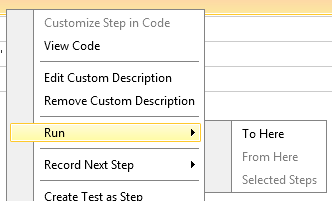 Customize Step in Code
View Code
Edit Custom Description
Remove Custom Description
Run
To Here
From Here
Selected Steps
Record Next Step
Create Test as Step